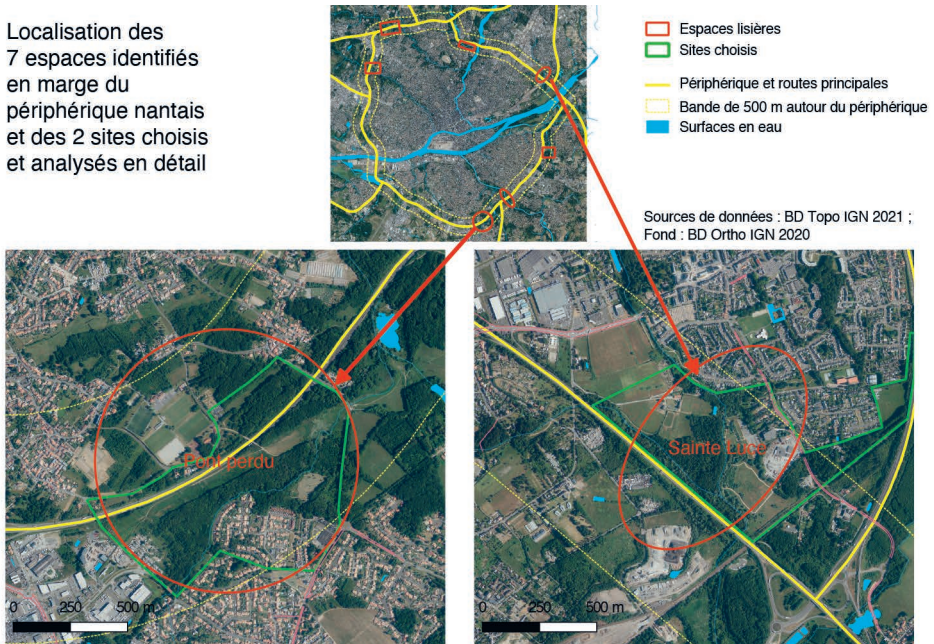 Localisation des
7 espaces identifiés
en marge du
périphérique nantais
et des 2 sites choisis
et analysés en détail
Espaces lisières
Sites choisis
Périphérique et routes principales
Bande de 500 m autour du périphérique
Surfaces en eau
Sources de données : BD Topo IGN 2021 ;
Fond : BD Ortho IGN 2020
Pont perdu
Sainte Luce
0 250 500 m
0 250 500 m